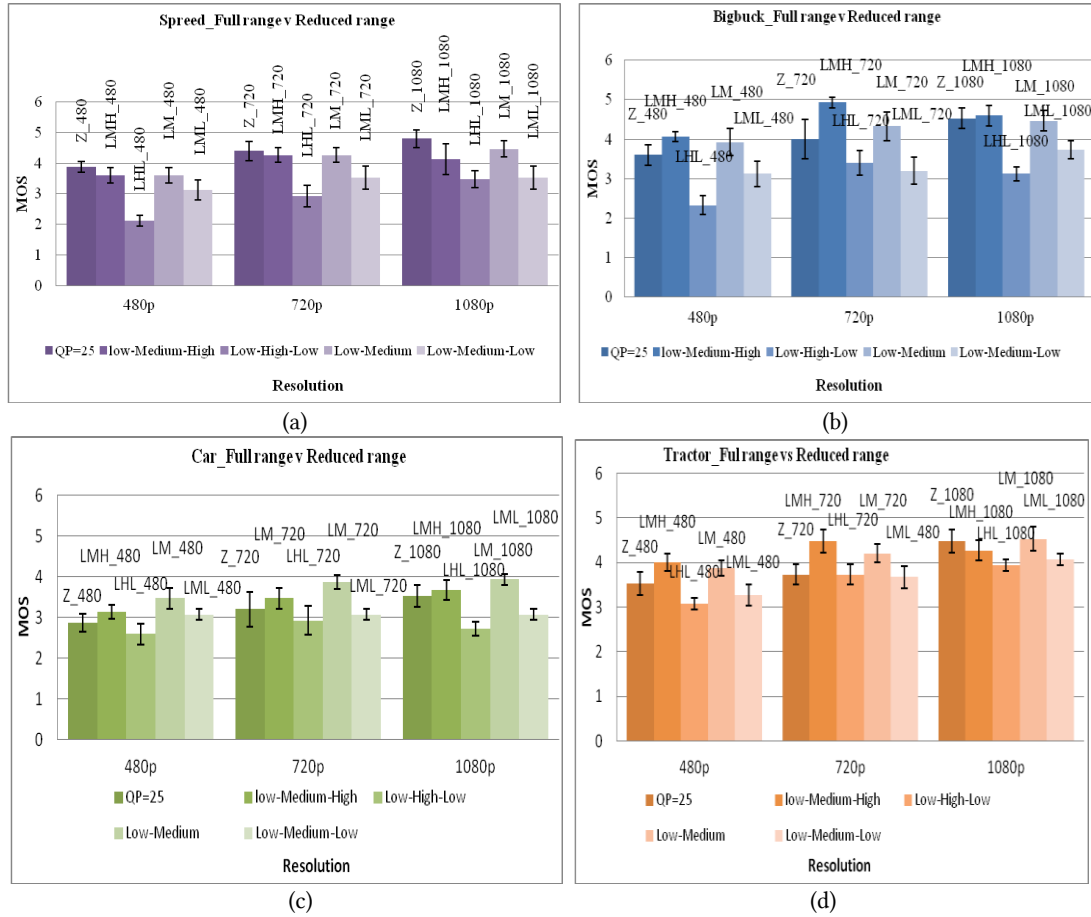 Spreed_Full range v Reduced range
MOS
6
5
4
3
2
1
0
Z_480
LMH_480
LHL_480
LM_480
LML_480
Z_720
LMH_720
LHL_720
LM_720
LML_720
Z_1080
LMH_1080
LHL_1080
LM_1080
LML_1080
480p 720p 1080p
QP=25 low-Medium-High Low-High-Low Low-Medium Low-Medium-Low
Resolution
(a)
Bigbuck_Full range v Reduced range
MOS
6
5
4
3
2
1
0
Z_480
LMH_480
LHL_480
LM_480
LML_480
Z_720
LMH_720
LHL_720
LM_720
LML_720
Z_1080
LMH_1080
LHL_1080
LM_1080
LML_1080
480p 720p 1080p
QP=25 low-Medium-High Low-High-Low Low-Medium Low-Medium-Low
Resolution
(b)
Car_Full range v Reduced range
MOS
6
5
4
3
2
1
0
Z_480
LMH_480
LHL_480
LM_480
LML_480
Z_720
LM_720
LHL_720
LM_720
LML_720
Z_1080
LMH_1080
LHL_1080
LM_1080
LML_1080
480p 720p 1080p
QP=25 low-Medium-High Low-High-Low
Low-Medium Low-Medium-Low
Resolution
(c)
Tractor_Ful range vs Reduced range
MOS
6
5
4
3
2
1
0
Z_480
LMH_480
LHL_480
LM_480
LML_480
Z_720
LMH_720
LHL_720
LM_720
LML_480
Z_1080
LMH_1080
LHL_1080
LM_1080
LML_1080
480p 720p 1080p
QP=25 low-Medium-High Low-High-Low
Low-Medium Low-Medium-Low
Resolution
(d)